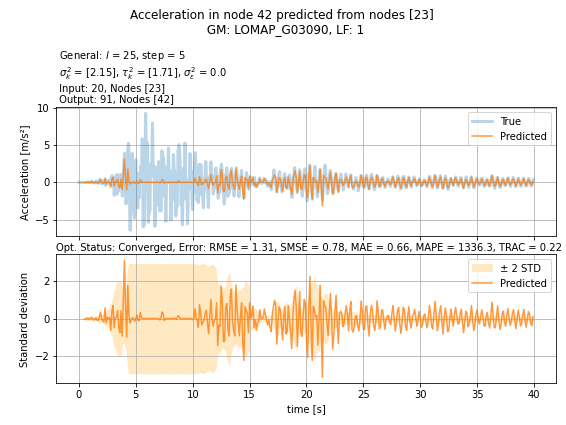 Acceleration in node 42 predicted from nodes [23]
GM: LOMAP_G03090, LF: 1
General: l = 25, step = 5
σ²ₖ = [2.15], τ²ₖ = [1.71], σ²ε = 0.0
Input: 20, Nodes [23]
Output: 91, Nodes [42]
Acceleration [m/s²]
10
5
0
−5
True
Predicted
Opt. Status: Converged, Error: RMSE = 1.31, SMSE = 0.78, MAE = 0.66, MAPE = 1336.3, TRAC = 0.22
Standard deviation
2
0
−2
± 2 STD
Predicted
0 5 10 15 20 25 30 35 40
time [s]